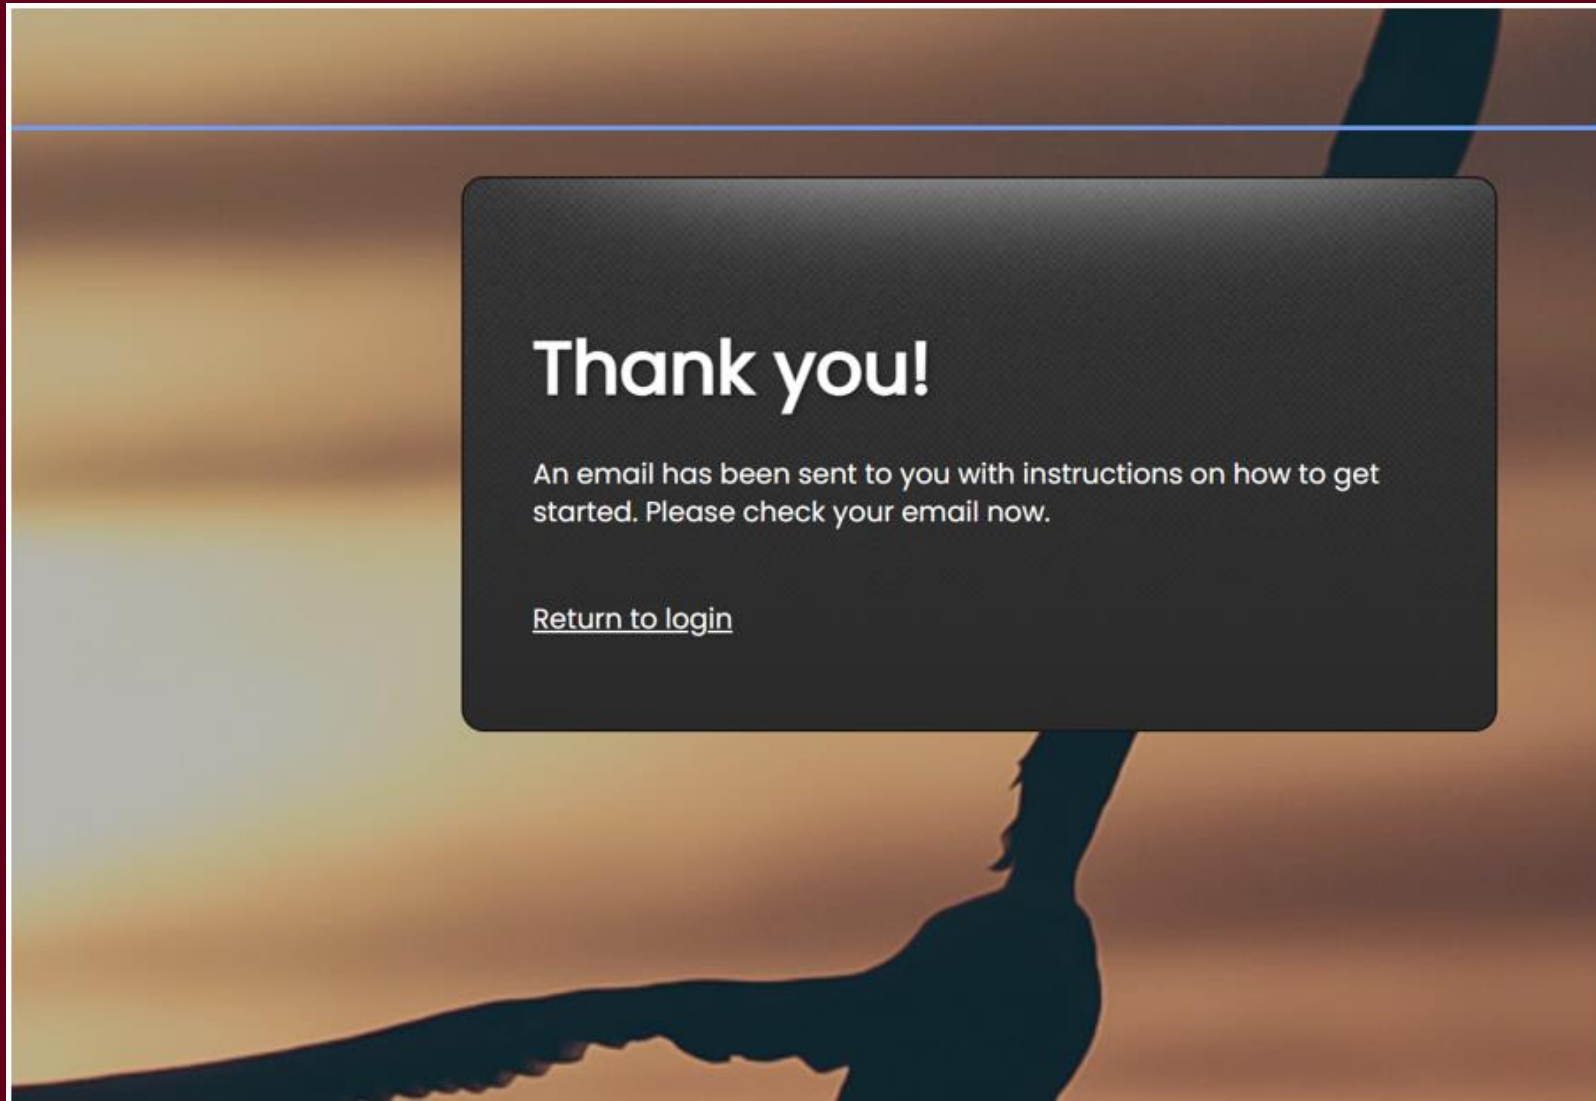 Thank you!
An email has been sent to you with instructions on how to get
started. Please check your email now.
Return to login